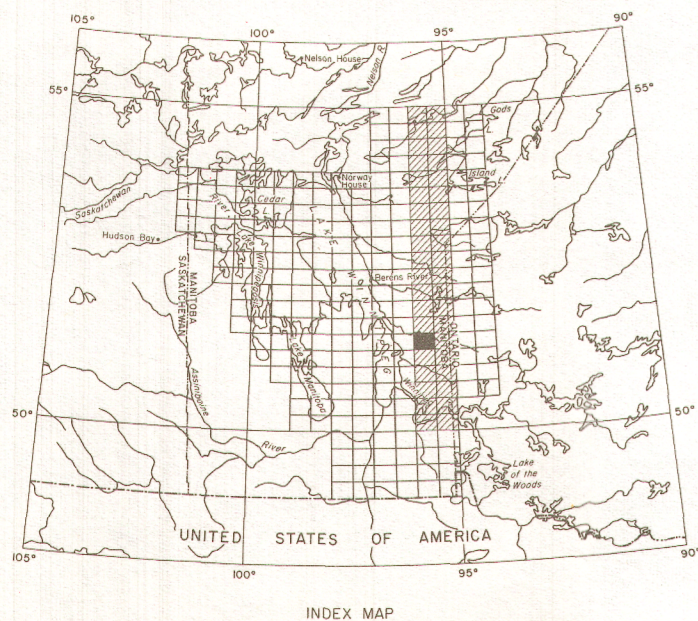 105°
100°
95°
90°
Nelson House
Nelson R
55°
55°
Gods
L.
Norway
House
Island
L.
Saskatchewan
River
Cedar
L.
LAKE
WINNIPEG
Hudson Bay
Lake
Winnipegosis
Berens River
MANITOBA
SASKATCHEWAN
ONTARIO
MANITOBA
Lake
Manitoba
Assiniboine
River
50°
50°
Lake
of the
Woods
UNITED STATES OF AMERICA
105°
100°
95°
90°
INDEX MAP